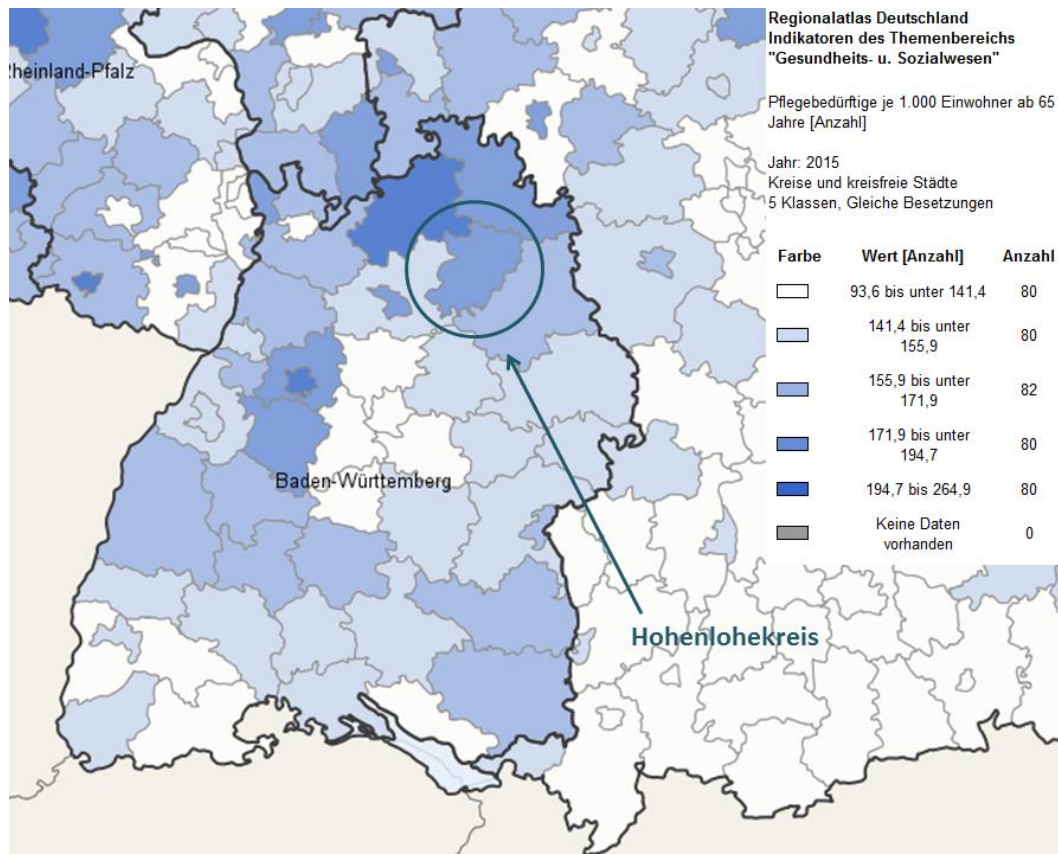 Regionalatlas Deutschland
Indikatoren des Themenbereichs
"Gesundheits- u. Sozialwesen"
Pflegebedürftige je 1.000 Einwohner ab 65
Jahre [Anzahl]
Jahr: 2015
Kreise und kreisfreie Städte
5 Klassen, Gleiche Besetzungen
Farbe Wert [Anzahl] Anzahl
93,6 bis unter 141,4 80
141,4 bis unter
155,9 80
155,9 bis unter
171,9 82
171,9 bis unter
194,7 80
194,7 bis 264,9 80
Keine Daten
vorhanden 0
Rheinland-Pfalz
Baden-Württemberg
Hohenlohekreis